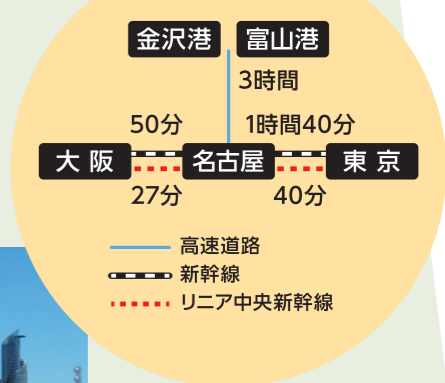 金沢港 富山港
3時間
50分 1時間40分
大阪 名古屋 東京
27分 40分
高速道路
新幹線
リニア中央新幹線